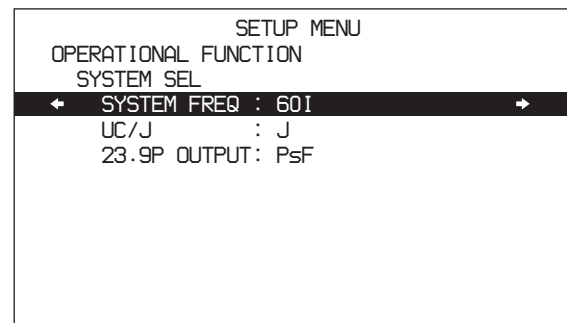 SETUP MENU
OPERATIONAL FUNCTION
SYSTEM SEL
← SYSTEM FREQ : 60I →
UC/J : J
23.9P OUTPUT: PsF